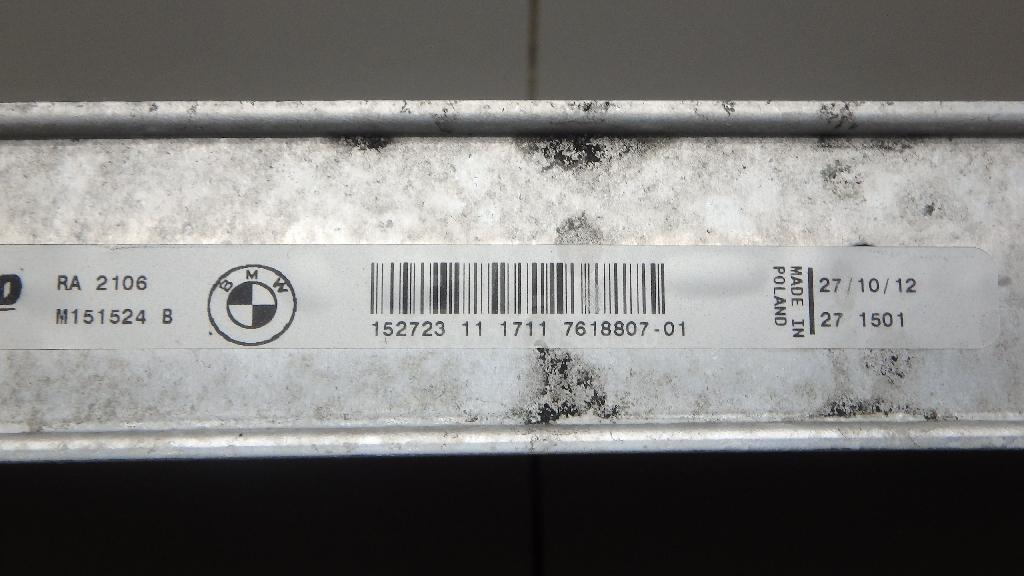 RA 2106
M151524 B
BMW
152723 11 1711 7618807-01
MADE IN
POLAND
27/10/12
27 1501